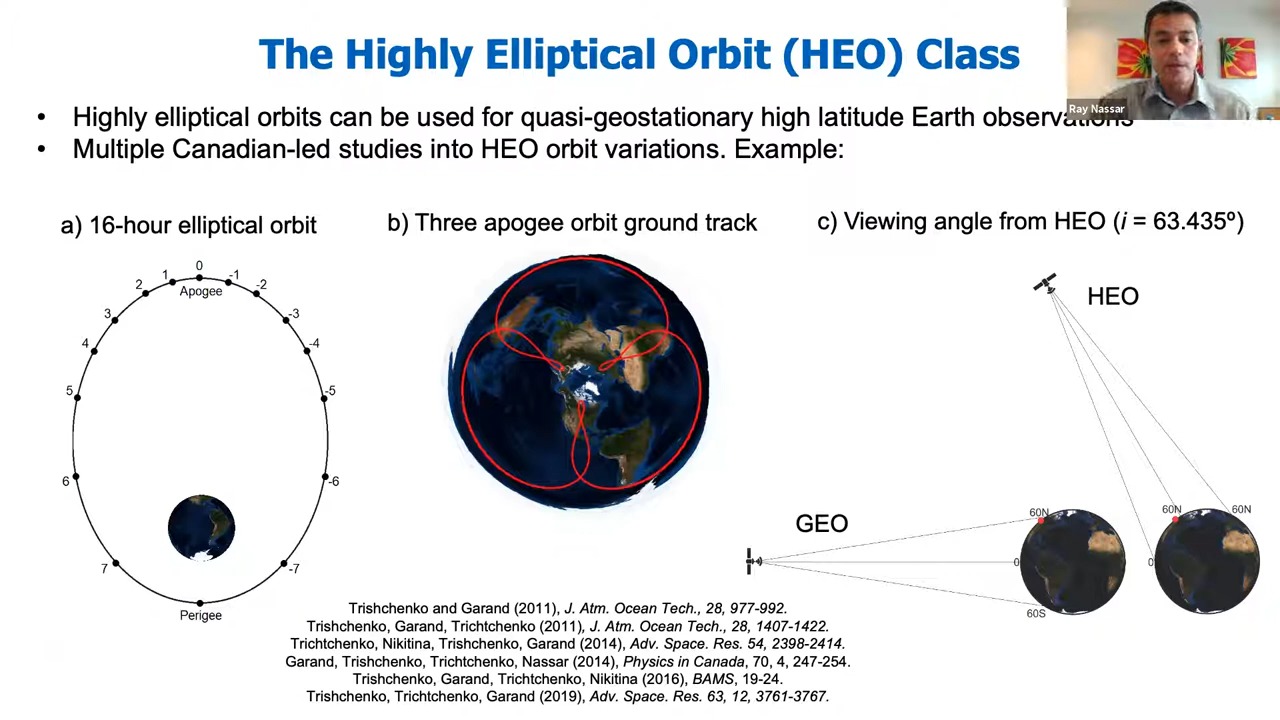 The Highly Elliptical Orbit (HEO) Class
Ray Nassar
• Highly elliptical orbits can be used for quasi-geostationary high latitude Earth observations
• Multiple Canadian-led studies into HEO orbit variations. Example:
a) 16-hour elliptical orbit
b) Three apogee orbit ground track
c) Viewing angle from HEO (i = 63.435º)
0
1 -1
2 -2
Apogee
3 -3
4 -4
5 -5
6 -6
7 -7
Perigee
HEO
GEO
60N
0
60S
60N 60N
0
Trishchenko and Garand (2011), J. Atm. Ocean Tech., 28, 977-992.
Trishchenko, Garand, Trichtchenko (2011), J. Atm. Ocean Tech., 28, 1407-1422.
Trichtchenko, Nikitina, Trishchenko, Garand (2014), Adv. Space. Res. 54, 2398-2414.
Garand, Trishchenko, Trichtchenko, Nassar (2014), Physics in Canada, 70, 4, 247-254.
Trishchenko, Garand, Trichtchenko, Nikitina (2016), BAMS, 19-24.
Trishchenko, Trichtchenko, Garand (2019), Adv. Space. Res. 63, 12, 3761-3767.